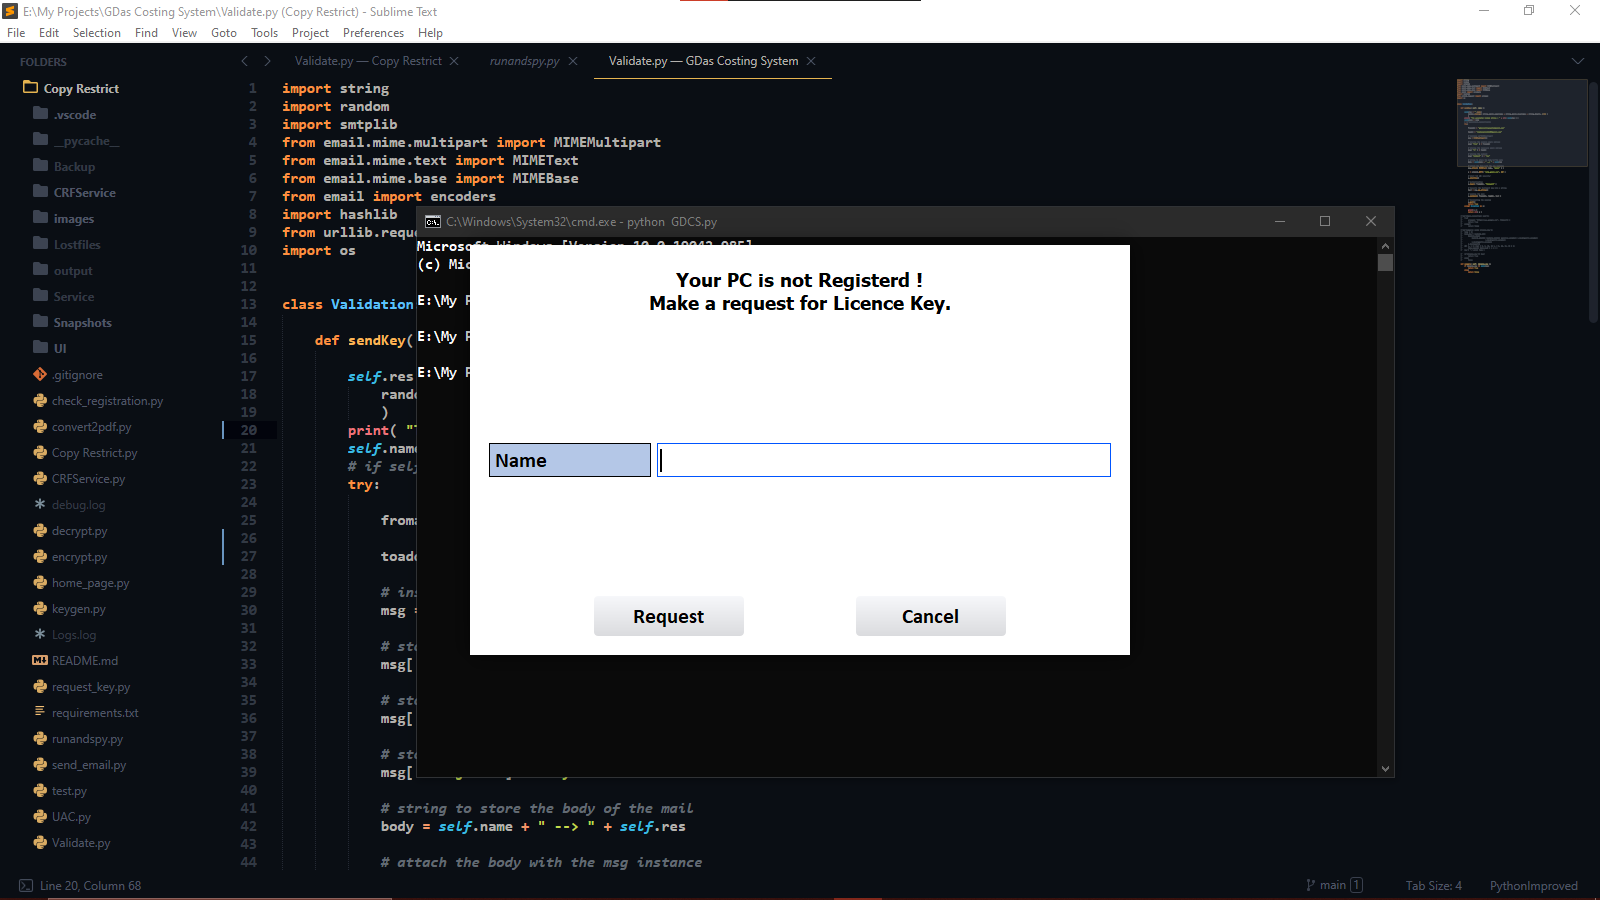 E:\My Projects\GDas Costing System\Validate.py (Copy Restrict) - Sublime Text
File Edit Selection Find View Goto Tools Project Preferences Help
FOLDERS
Copy Restrict
.vscode
__pycache__
Backup
CRFService
images
Lostfiles
output
Service
Snapshots
UI
.gitignore
check_registration.py
convert2pdf.py
Copy Restrict.py
CRFService.py
debug.log
decrypt.py
encrypt.py
home_page.py
keygen.py
Logs.log
README.md
request_key.py
requirements.txt
runandspy.py
send_email.py
test.py
UAC.py
Validate.py
Validate.py — Copy Restrict
runandspy.py
Validate.py — GDas Costing System
1 import string
2 import random
3 import smtplib
4 from email.mime.multipart import MIMEMultipart
5 from email.mime.text import MIMEText
6 from email.mime.base import MIMEBase
7 from email import encoders
8 import hashlib
9 from urllib.requ
10 import os
11
12
13 class Validation
14
15 def sendKey(
16
17 self.res
18 rand
19 )
20 print( "
21 self.name
22 # if sel
23 try:
24
25 froma
26
27 toadd
28
29 # ins
30 msg =
31
32 # sto
33 msg[
34
35 # sto
36 msg[
37
38 # sto
39 msg[
40
41 # string to store the body of the mail
42 body = self.name + " --> " + self.res
43
44 # attach the body with the msg instance
C:\Windows\System32\cmd.exe - python GDCS.py
Microsoft Windows [Version 10.0.19042.985]
(c) Mic
E:\My P
E:\My P
E:\My P
Your PC is not Registerd !
Make a request for Licence Key.
Name
Request Cancel
Line 20, Column 68
main 1
Tab Size: 4
PythonImproved